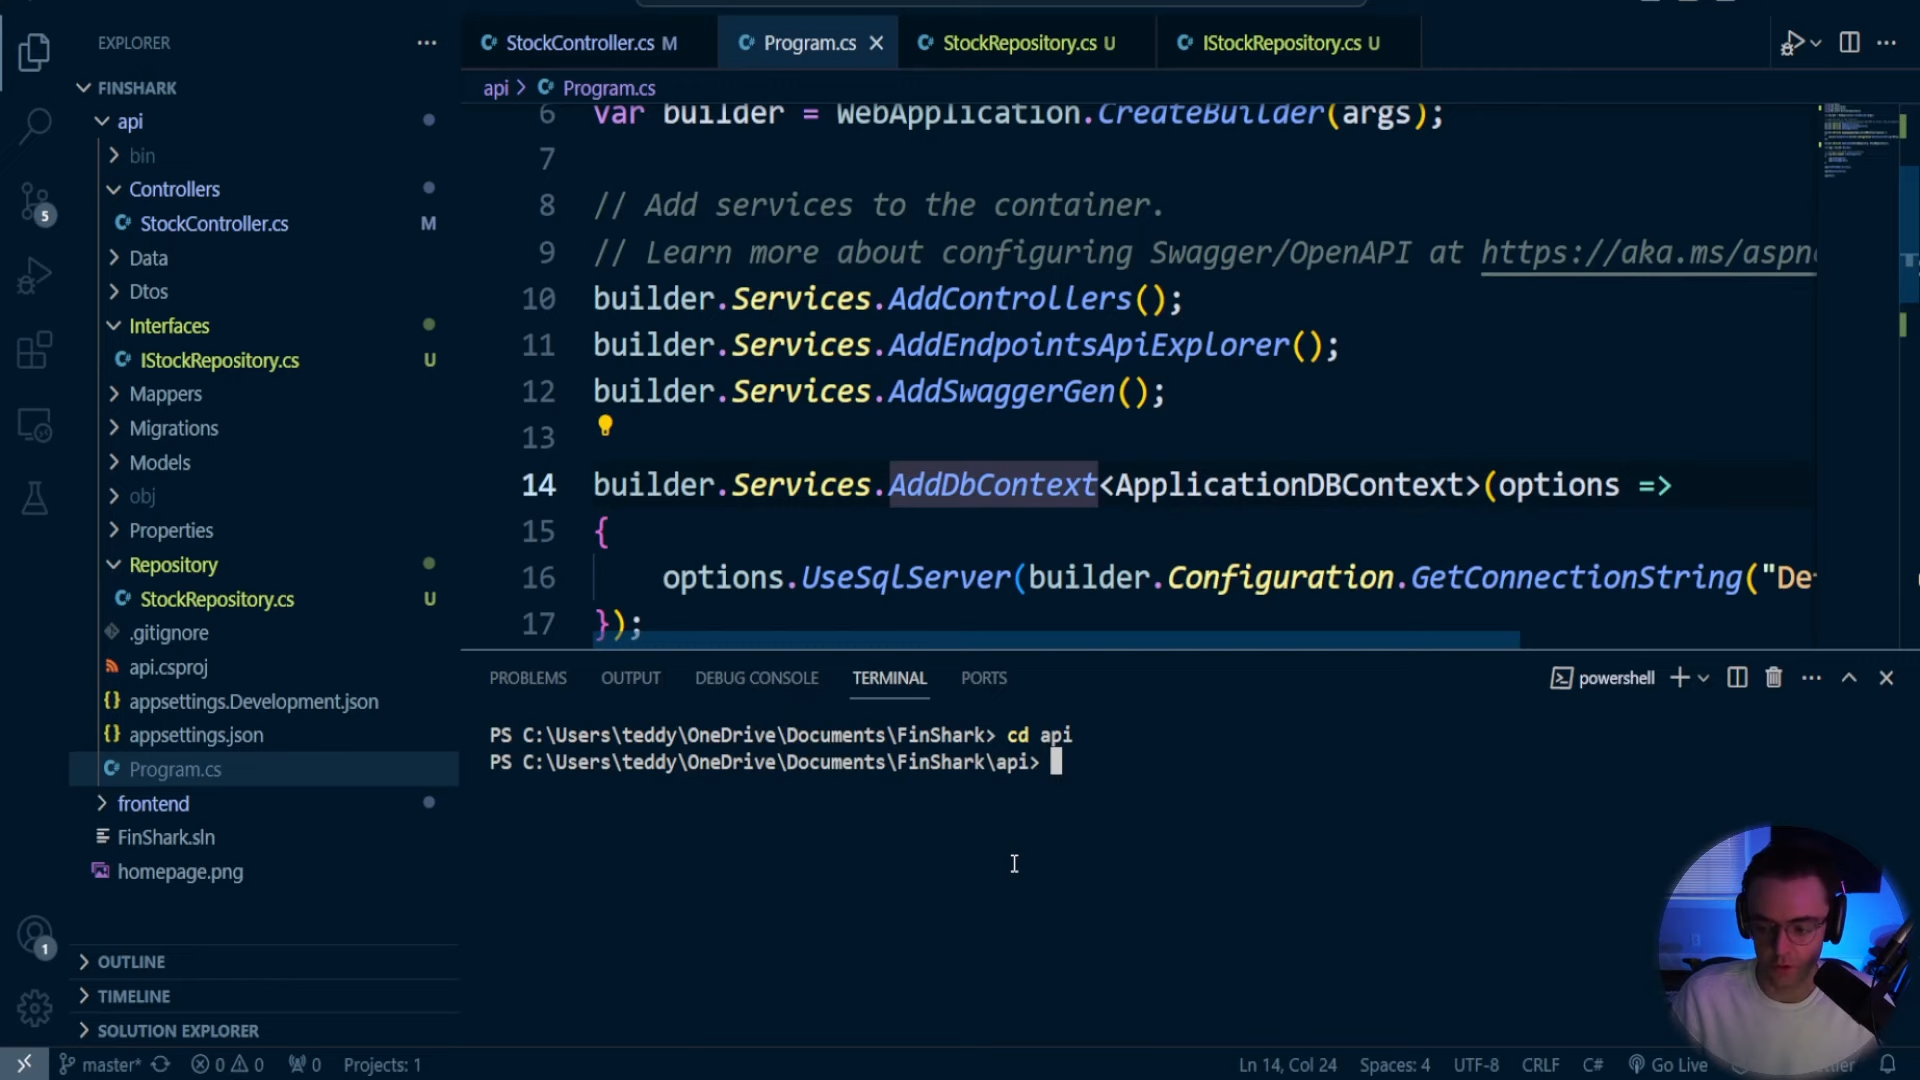 EXPLORER
FINSHARK
api
bin
Controllers
StockController.cs M
Data
Dtos
Interfaces
IStockRepository.cs U
Mappers
Migrations
Models
obj
Properties
Repository
StockRepository.cs U
.gitignore
api.csproj
appsettings.Development.json
appsettings.json
Program.cs
frontend
FinShark.sln
homepage.png
OUTLINE
TIMELINE
SOLUTION EXPLORER
5
1
StockController.cs M
Program.cs
StockRepository.cs U
IStockRepository.cs U
api > Program.cs
6 var builder = WebApplication.CreateBuilder(args);
7
8 // Add services to the container.
9 // Learn more about configuring Swagger/OpenAPI at https://aka.ms/aspn
10 builder.Services.AddControllers();
11 builder.Services.AddEndpointsApiExplorer();
12 builder.Services.AddSwaggerGen();
13
14 builder.Services.AddDbContext<ApplicationDBContext>(options =>
15 {
16 options.UseSqlServer(builder.Configuration.GetConnectionString("De
17 });
PROBLEMS OUTPUT DEBUG CONSOLE TERMINAL PORTS
powershell
PS C:\Users\teddy\OneDrive\Documents\FinShark> cd api
PS C:\Users\teddy\OneDrive\Documents\FinShark\api>
master* 0 0 0 Projects: 1 Ln 14, Col 24 Spaces: 4 UTF-8 CRLF C# Go Live